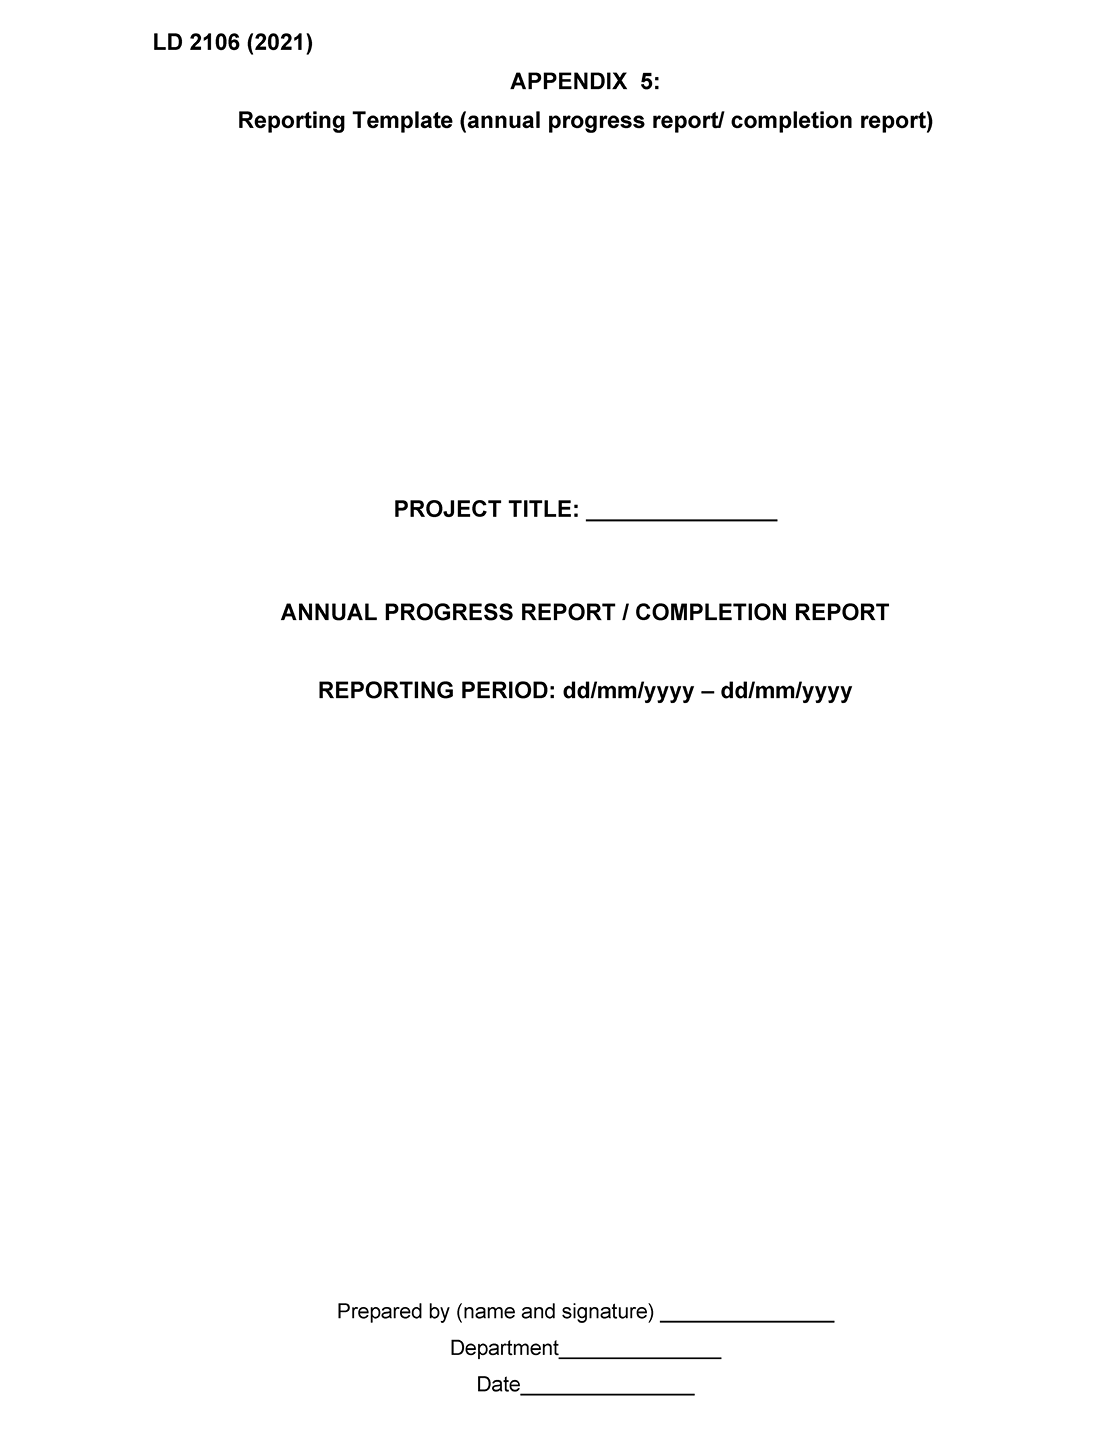 LD 2106 (2021)
APPENDIX  5:
Reporting Template (annual progress report/ completion report)
PROJECT TITLE: _______________
ANNUAL PROGRESS REPORT / COMPLETION REPORT
REPORTING PERIOD: dd/mm/yyyy – dd/mm/yyyy
Prepared by (name and signature) _______________
Department______________
Date_______________